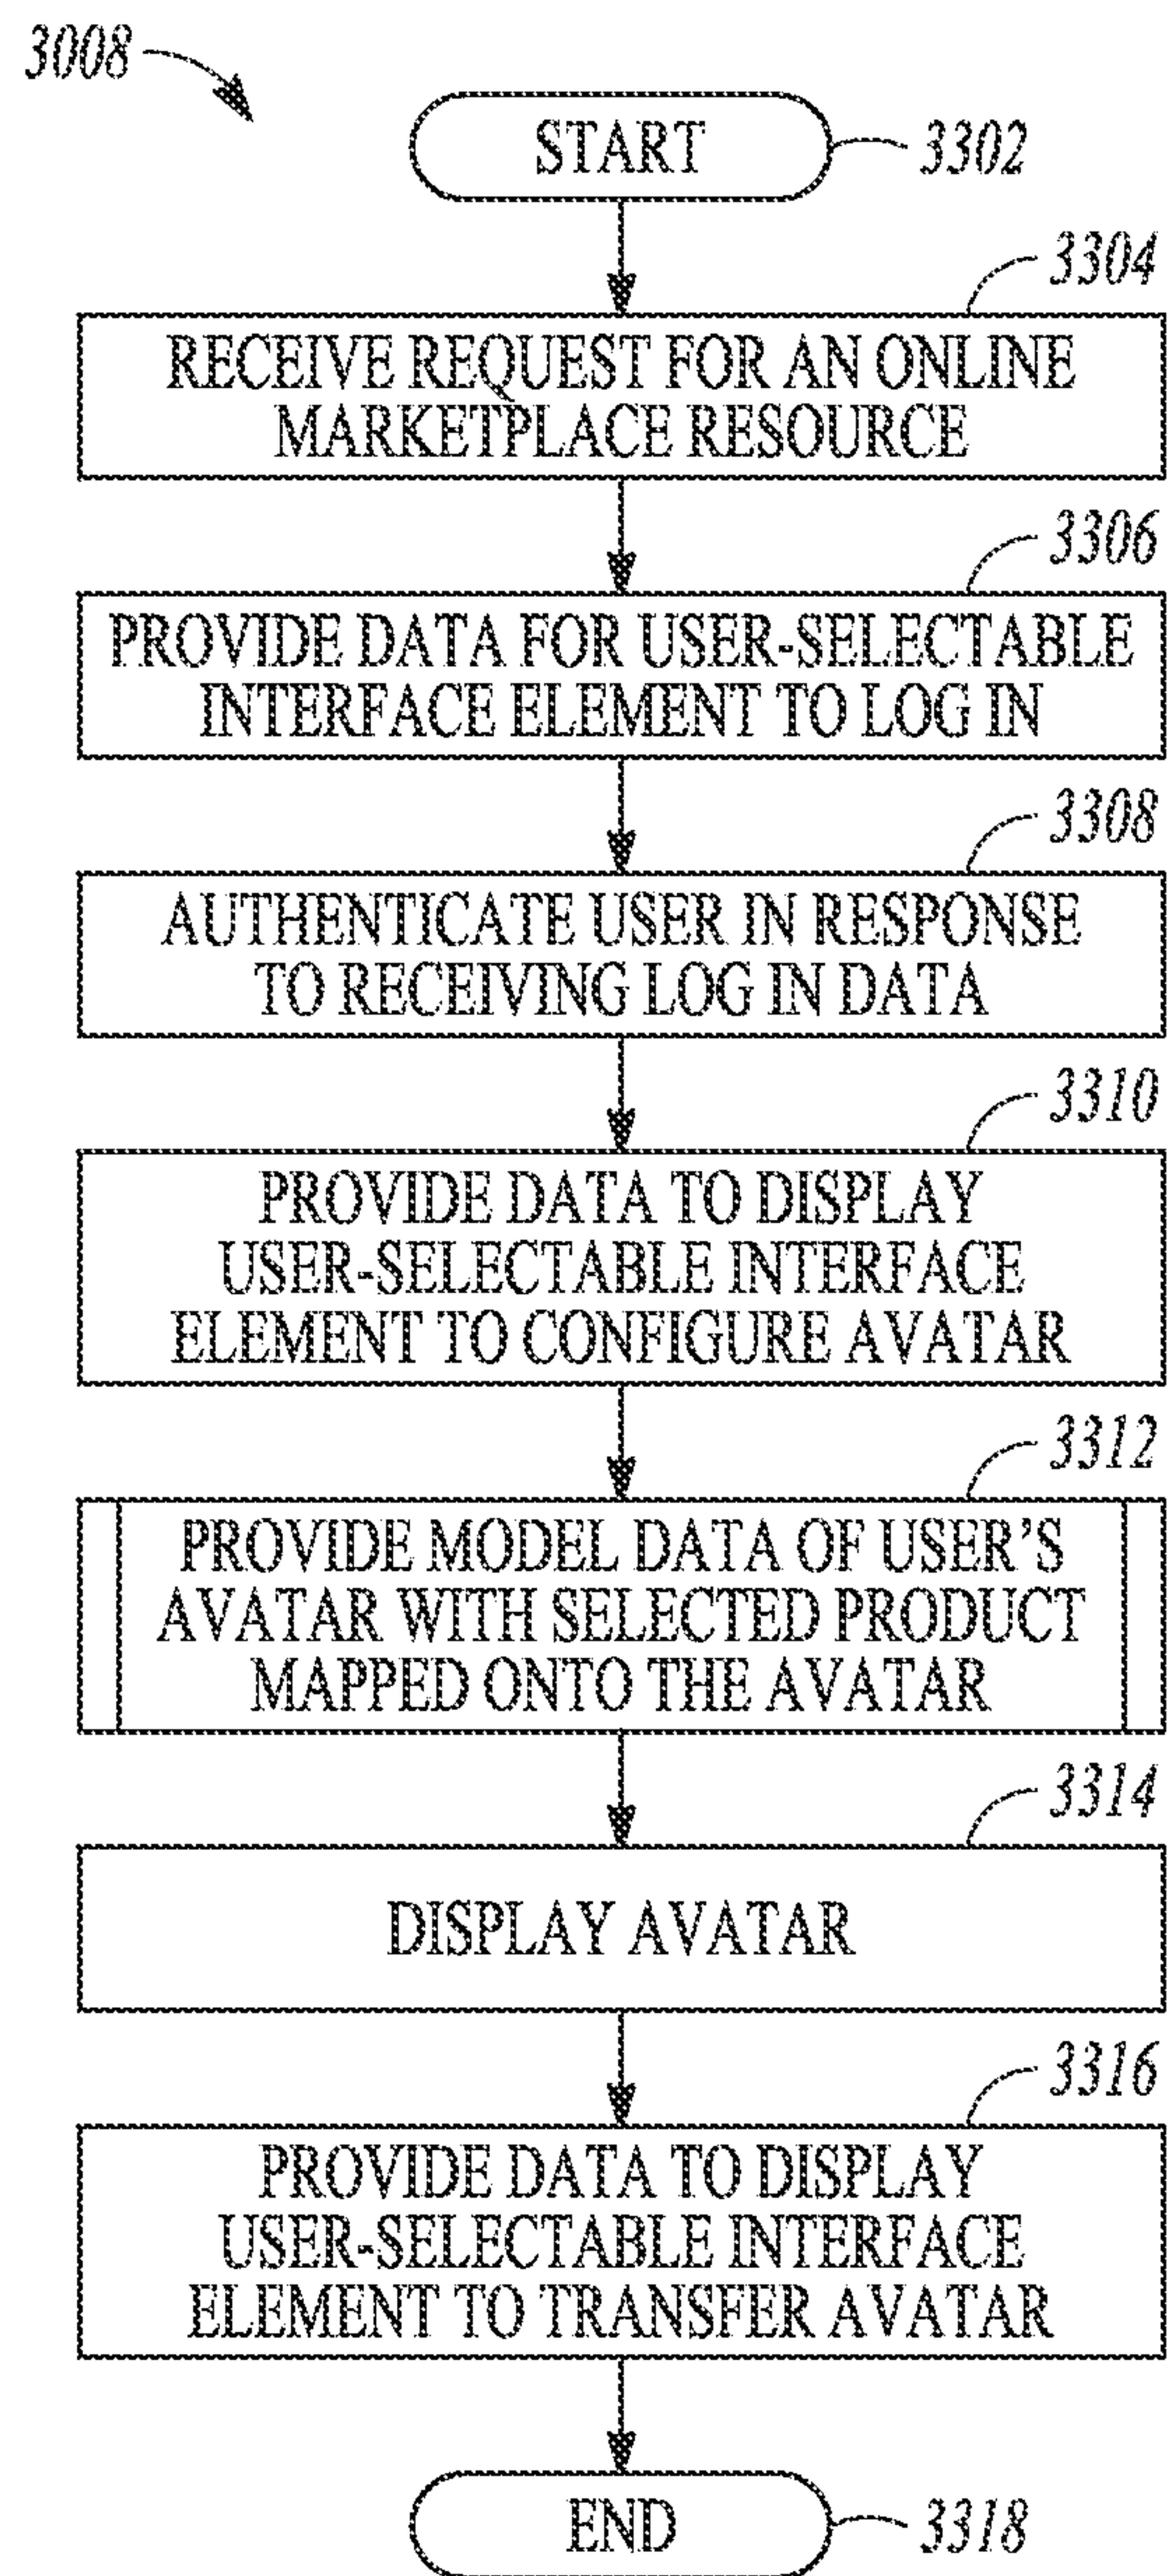 3008
START
3302
3304
RECEIVE REQUEST FOR AN ONLINE
MARKETPLACE RESOURCE
3306
PROVIDE DATA FOR USER-SELECTABLE
INTERFACE ELEMENT TO LOG IN
3308
AUTHENTICATE USER IN RESPONSE
TO RECEIVING LOG IN DATA
3310
PROVIDE DATA TO DISPLAY
USER-SELECTABLE INTERFACE
ELEMENT TO CONFIGURE AVATAR
3312
PROVIDE MODEL DATA OF USER'S
AVATAR WITH SELECTED PRODUCT
MAPPED ONTO THE AVATAR
3314
DISPLAY AVATAR
3316
PROVIDE DATA TO DISPLAY
USER-SELECTABLE INTERFACE
ELEMENT TO TRANSFER AVATAR
END
3318